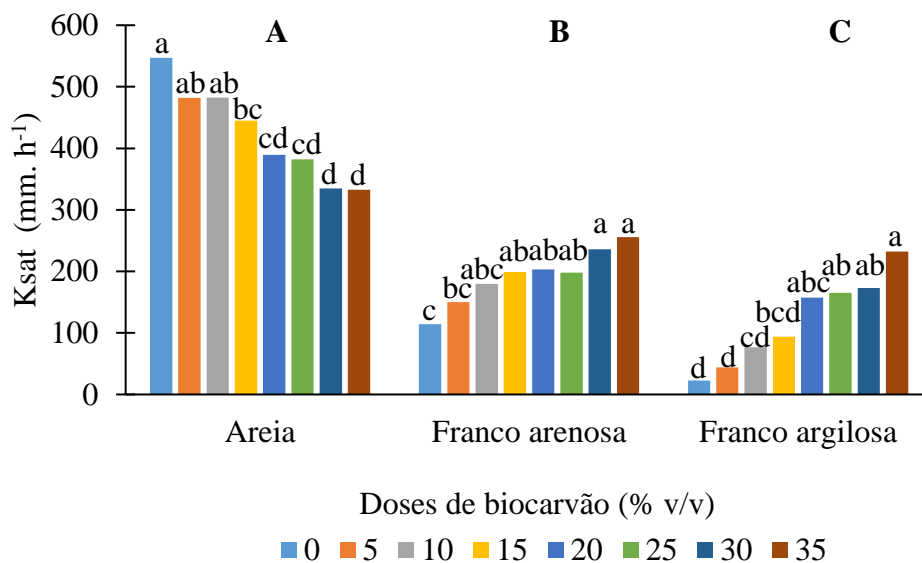 600
500
400
300
200
100
0
Ksat (mm. h⁻¹)
A
B
C
a
ab
ab
bc
cd
cd
d
d
c
bc
abc
ab
ab
ab
a
a
d
d
cd
bcd
abc
ab
ab
a
Areia
Franco arenosa
Franco argilosa
Doses de biocarvão (% v/v)
0 5 10 15 20 25 30 35